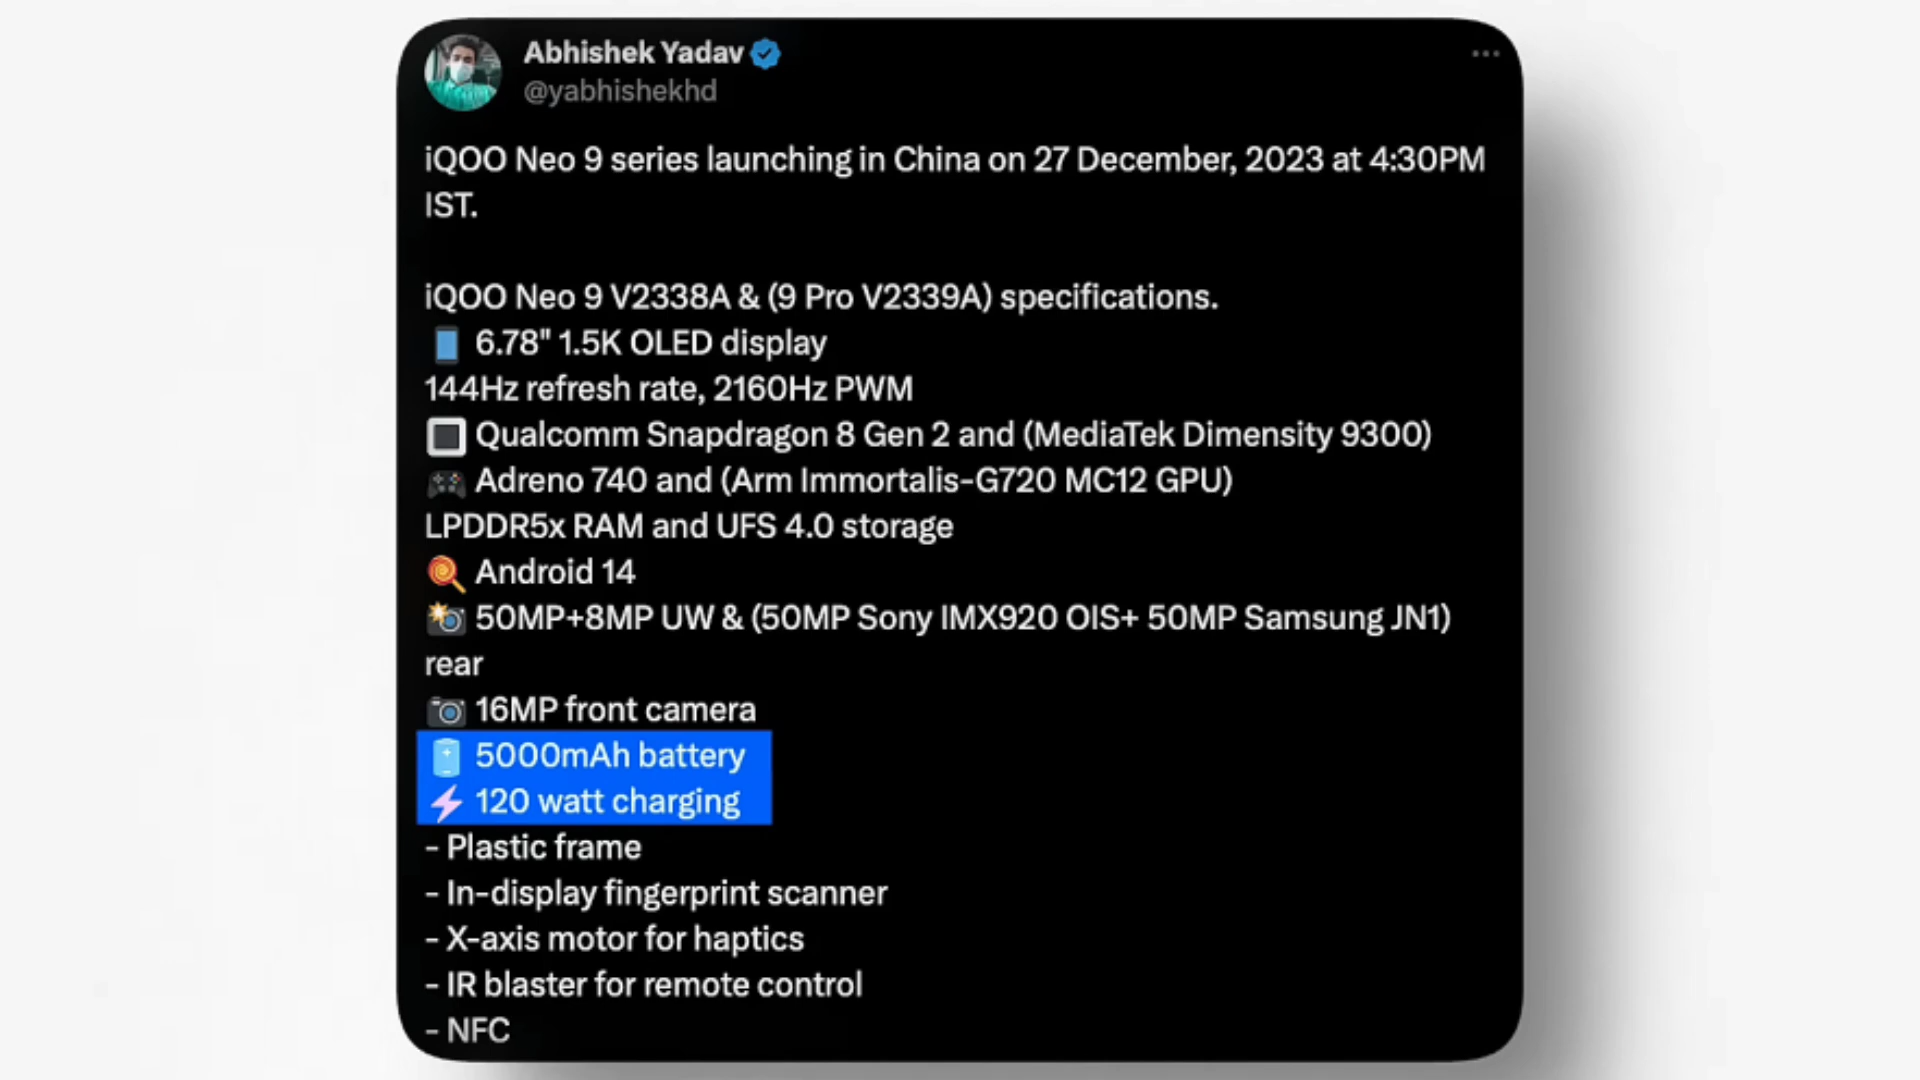 Abhishek Yadav
@yabhishekhd
iQOO Neo 9 series launching in China on 27 December, 2023 at 4:30PM
IST.
iQOO Neo 9 V2338A & (9 Pro V2339A) specifications.
6.78" 1.5K OLED display
144Hz refresh rate, 2160Hz PWM
Qualcomm Snapdragon 8 Gen 2 and (MediaTek Dimensity 9300)
Adreno 740 and (Arm Immortalis-G720 MC12 GPU)
LPDDR5x RAM and UFS 4.0 storage
Android 14
50MP+8MP UW & (50MP Sony IMX920 OIS+ 50MP Samsung JN1)
rear
16MP front camera
5000mAh battery
120 watt charging
- Plastic frame
- In-display fingerprint scanner
- X-axis motor for haptics
- IR blaster for remote control
- NFC